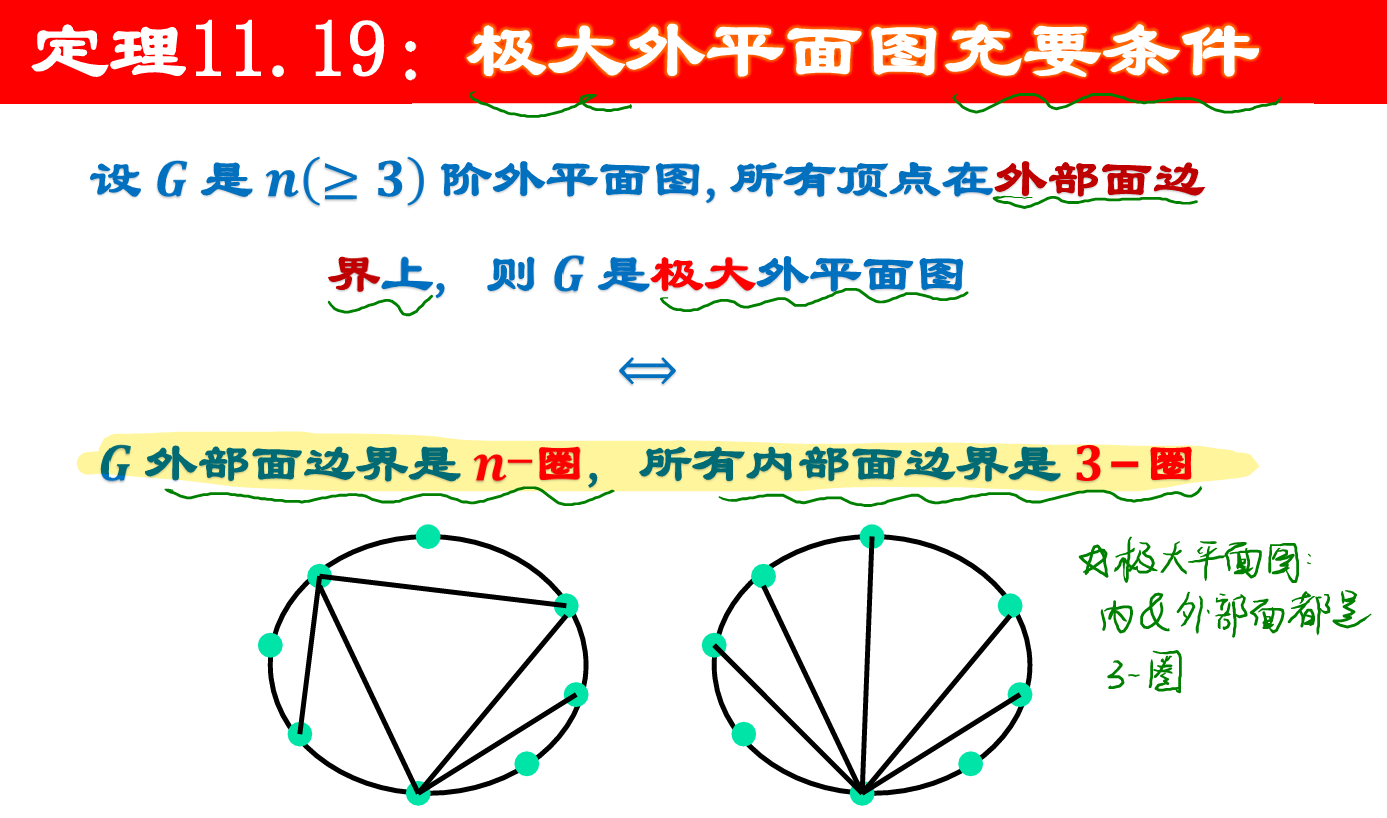 定理11.19：极大外平面图充要条件
设 G 是 n(≥ 3) 阶外平面图, 所有顶点在外部面边
界上, 则 G 是极大外平面图
⟺
G 外部面边界是 n−圈, 所有内部面边界是 3−圈
极大平面图:
内&外部面都是
3-圈